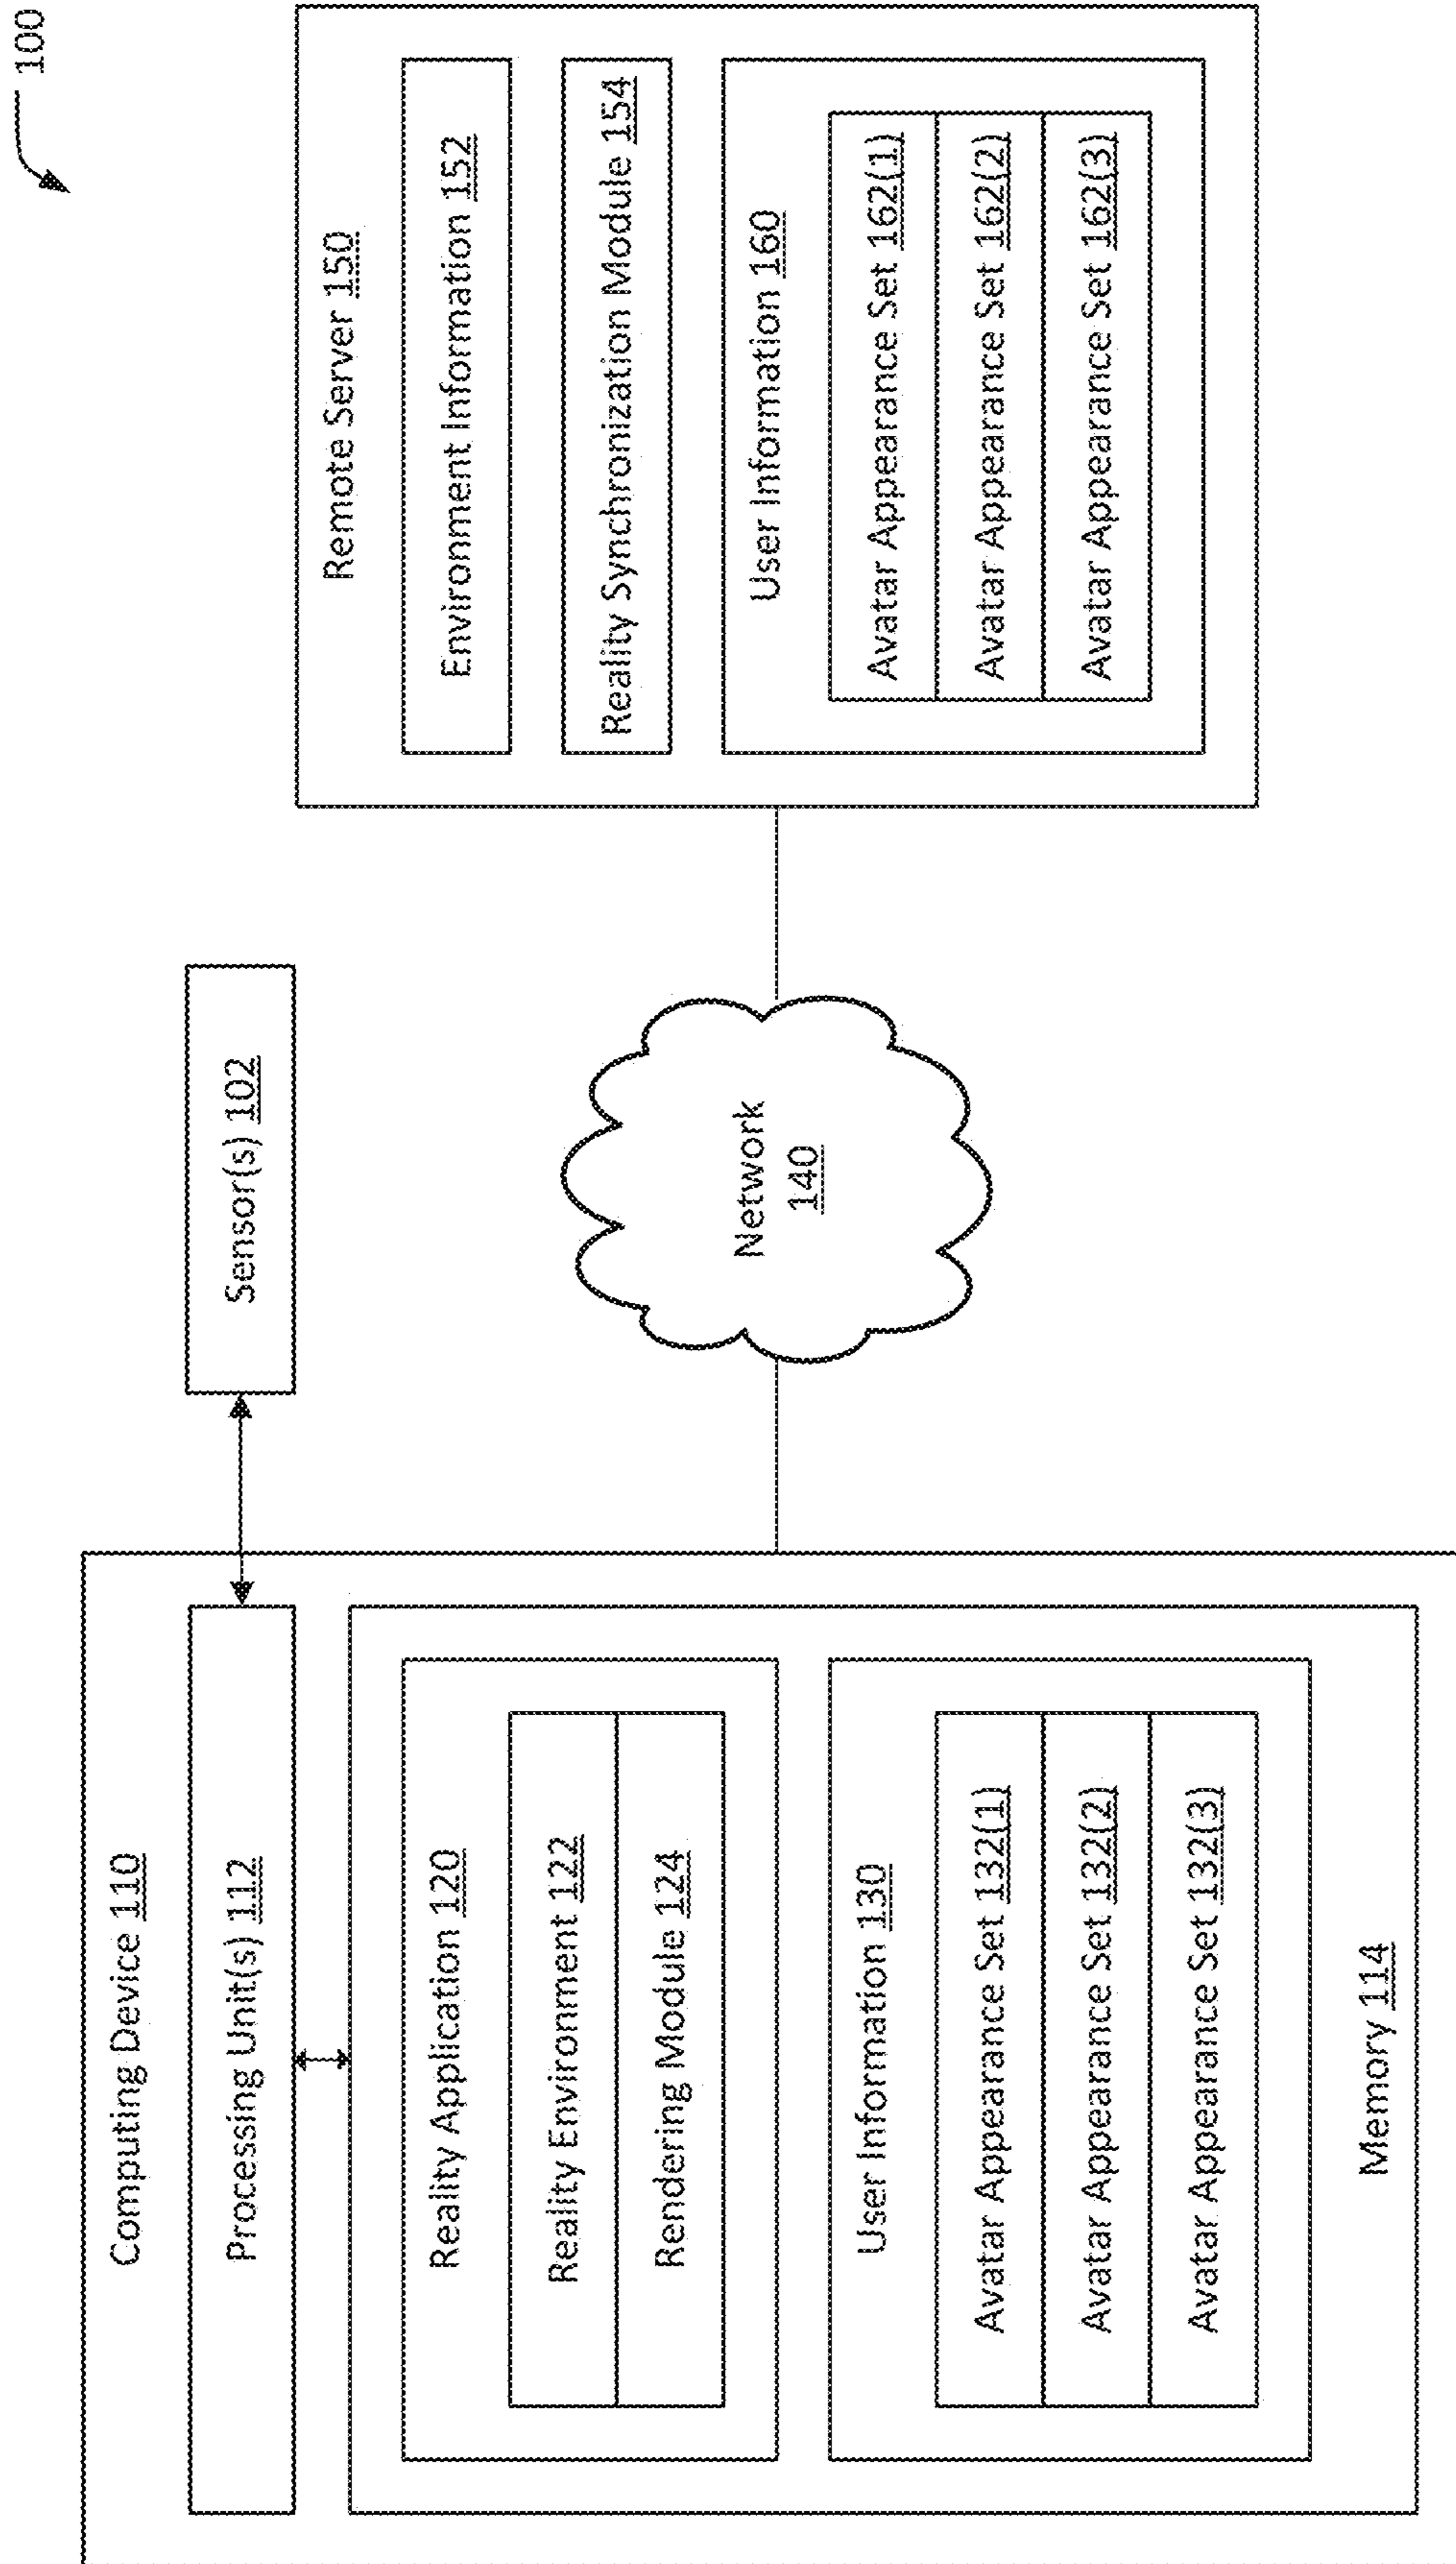 100
Computing Device 110
Processing Unit(s) 112
Reality Application 120
Reality Environment 122
Rendering Module 124
User Information 130
Avatar Appearance Set 132(1)
Avatar Appearance Set 132(2)
Avatar Appearance Set 132(3)
Memory 114
Sensor(s) 102
Network
140
Remote Server 150
Environment Information 152
Reality Synchronization Module 154
User Information 160
Avatar Appearance Set 162(1)
Avatar Appearance Set 162(2)
Avatar Appearance Set 162(3)